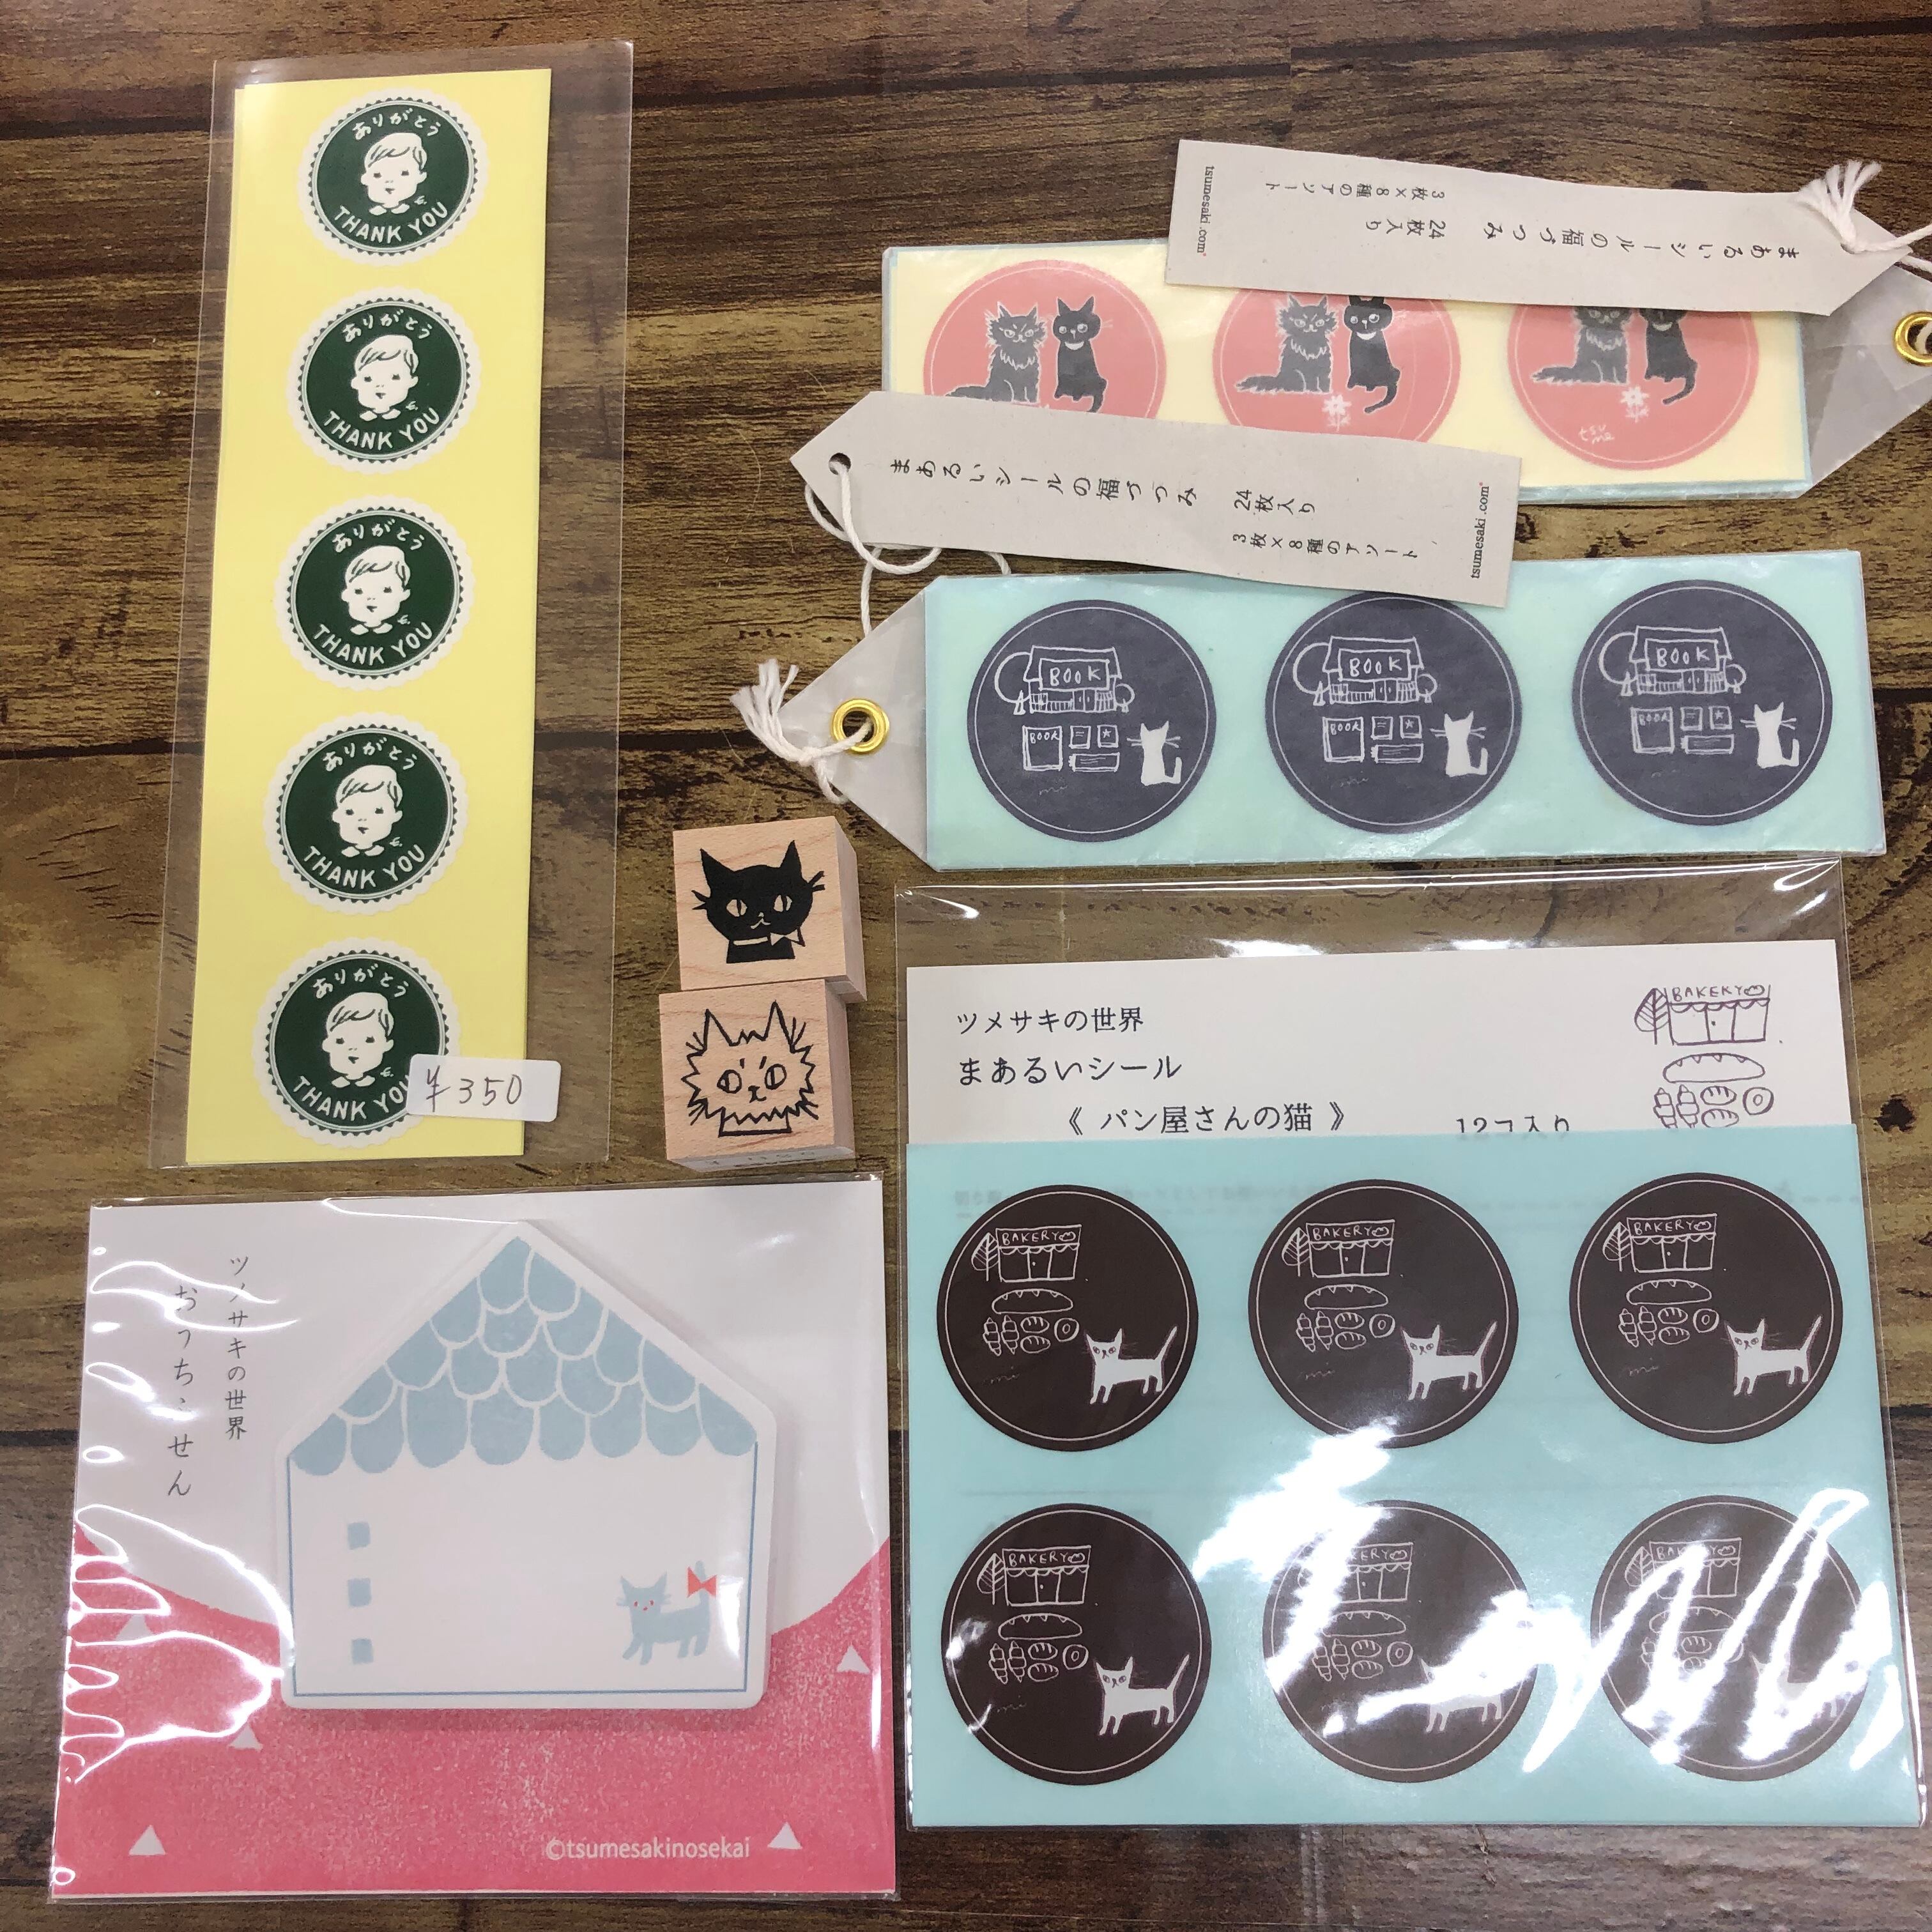 ありがとう
THANK YOU
ありがとう
THANK YOU
ありがとう
THANK YOU
ありがとう
THANK YOU
ありがとう
THANK YOU
¥350
まあるいシールの福づつみ
24枚入り
3枚×8種のアソート
tsumesaki.com
tsu
me
まあるいシールの福づつみ
24枚入り
3枚×8種のアソート
tsumesaki.com
BOOK
BOOK
BOOK
BOOK
BOOK
BOOK
ツメサキの世界
まあるいシール
《 パン屋さんの猫 》
12コ入り
BAKERY
BAKERY
BAKERY
BAKERY
BAKERY
BAKERY
ツメサキの世界
おうちふせん
©tsumesakinosekai